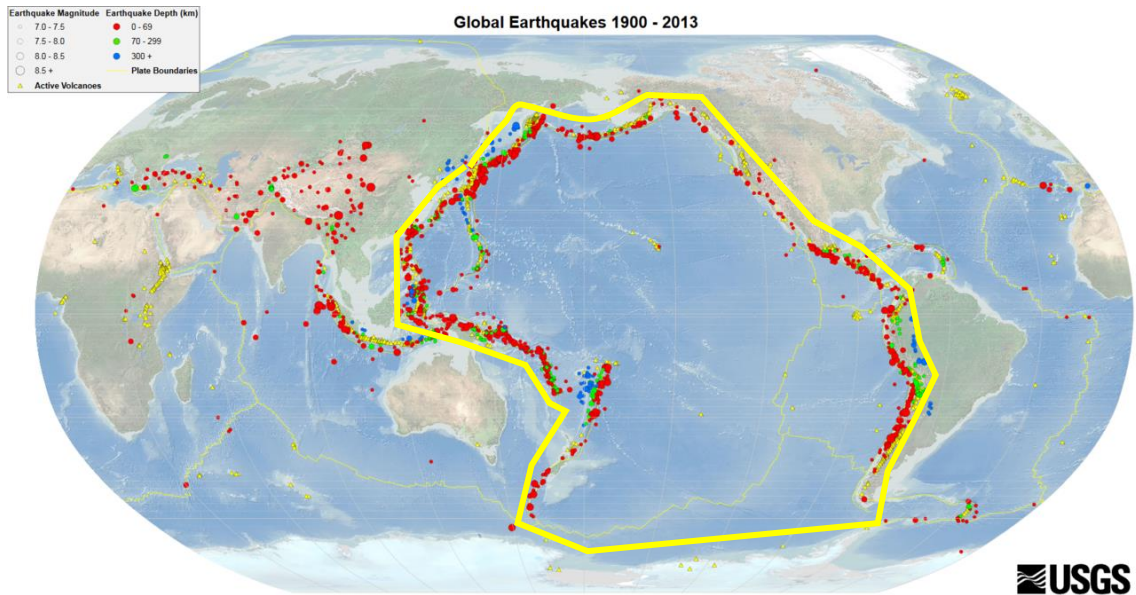 Global Earthquakes 1900 - 2013
Earthquake Magnitude Earthquake Depth (km)
7.0 - 7.5 0 - 69
7.5 - 8.0 70 - 299
8.0 - 8.5 300 +
8.5 + Plate Boundaries
Active Volcanoes
USGS